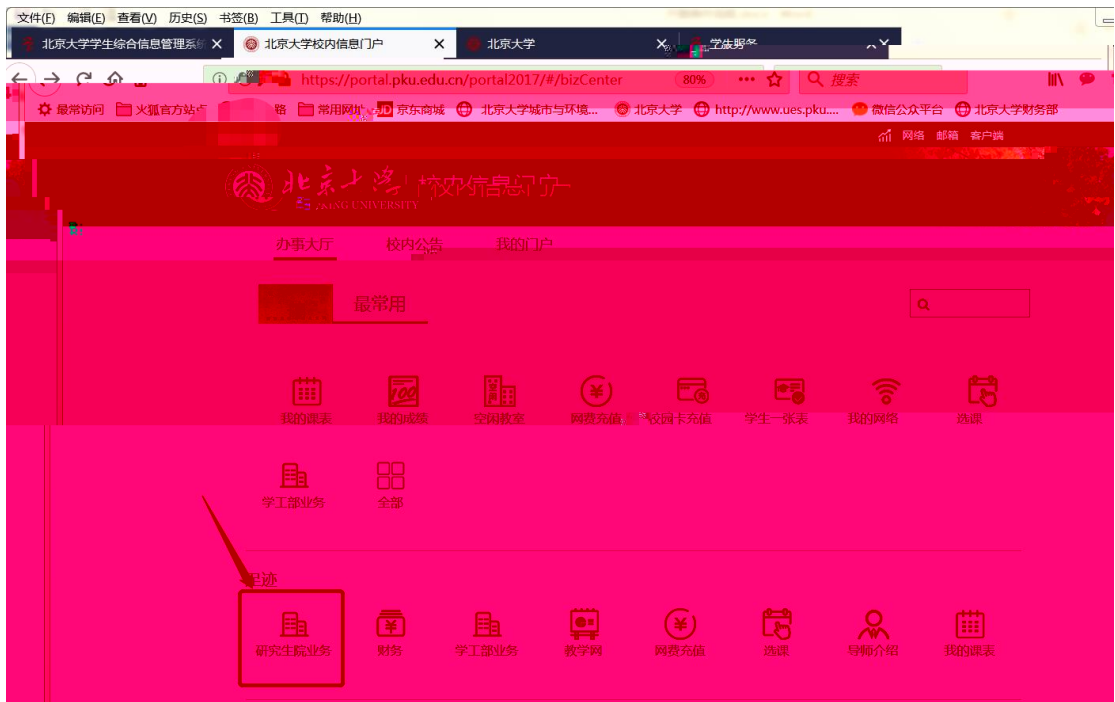 文件(F) 编辑(E) 查看(V) 历史(S) 书签(B) 工具(T) 帮助(H)
北京大学学生综合信息管理系统 北京大学校内信息门户 北京大学
https://portal.pku.edu.cn/portal2017/#/bizCenter 80% 搜索
最常访问 火狐官方站点 常用网址 JD 京东商城 北京大学城市与环境... 北京大学 http://www.ues.pku.... 微信公众平台 北京大学财务部
网络 邮箱 客户端
北京大学 校内信息门户
UNIVERSITY
办事大厅 校内公告 我的门户
最常用
我的课表 我的成绩 空闲教室 网费充值 校园卡充值 学生一张表 我的网络 选课
学工部业务 全部
足迹
研究生院业务 财务 学工部业务 教学网 网费充值 选课 导师介绍 我的课表